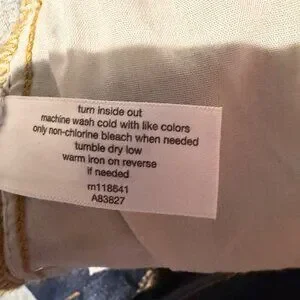 turn inside out
machine wash cold with like colors
only non-chlorine bleach when needed
tumble dry low
warm iron on reverse
if needed
rn118641
A83827